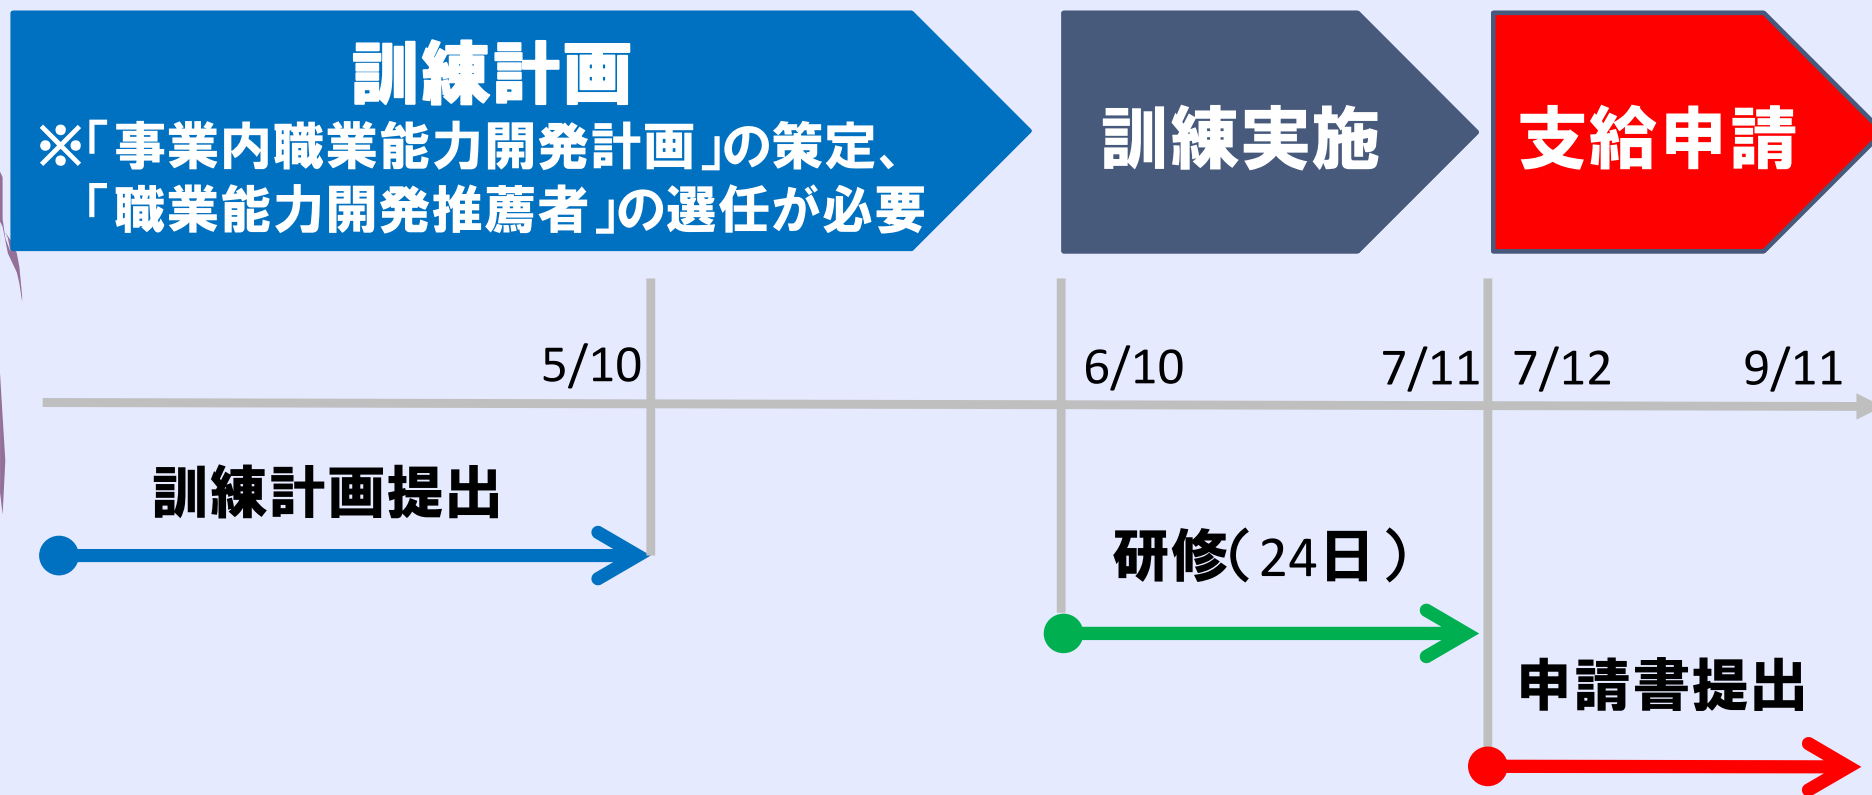 訓練計画
※「事業内職業能力開発計画」の策定、
「職業能力開発推薦者」の選任が必要
訓練実施
支給申請
5/10
6/10
7/11
7/12
9/11
訓練計画提出
研修(24日)
申請書提出